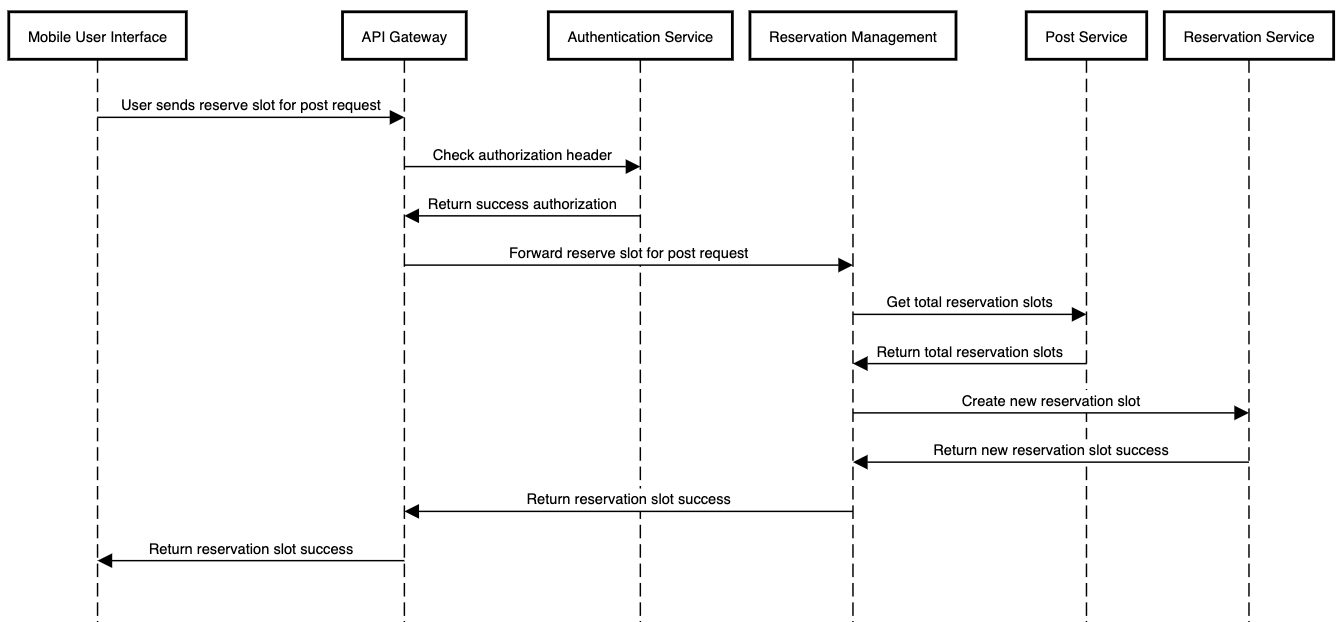 Mobile User Interface
API Gateway
Authentication Service
Reservation Management
Post Service
Reservation Service
User sends reserve slot for post request
Check authorization header
Return success authorization
Forward reserve slot for post request
Get total reservation slots
Return total reservation slots
Create new reservation slot
Return new reservation slot success
Return reservation slot success
Return reservation slot success